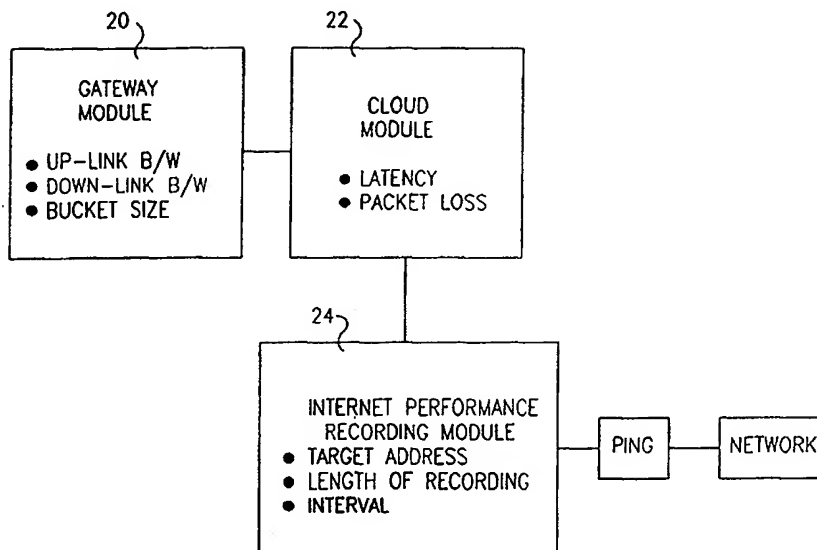 20
GATEWAY
MODULE
● UP-LINK B/W
● DOWN-LINK B/W
● BUCKET SIZE
22
CLOUD
MODULE
● LATENCY
● PACKET LOSS
24
INTERNET PERFORMANCE
RECORDING MODULE
● TARGET ADDRESS
● LENGTH OF RECORDING
● INTERVAL
PING
NETWORK